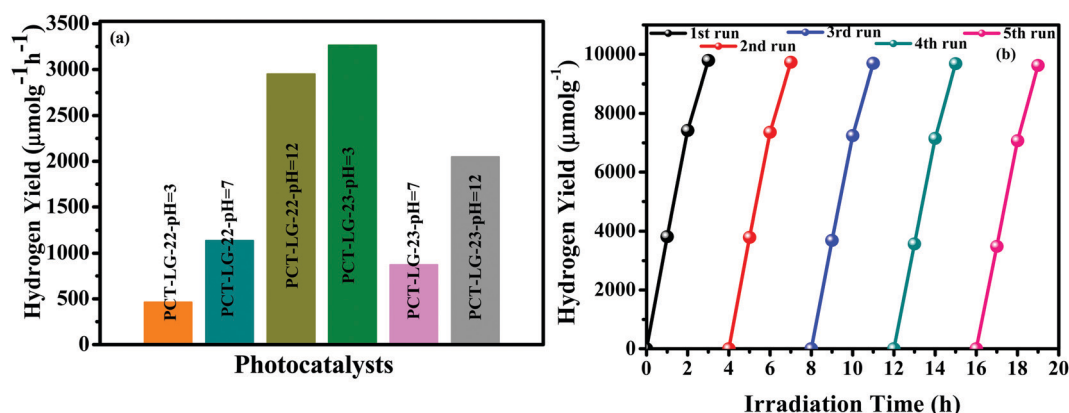 (a)
Hydrogen Yield (μmolg⁻¹h⁻¹)
3500
3000
2500
2000
1500
1000
500
0
PCT-LG-22-pH=3
PCT-LG-22-pH=7
PCT-LG-22-pH=12
PCT-LG-23-pH=3
PCT-LG-23-pH=7
PCT-LG-23-pH=12
Photocatalysts
1st run
2nd run
3rd run
4th run
5th run
(b)
Hydrogen Yield (μmolg⁻¹)
10000
8000
6000
4000
2000
0
0 2 4 6 8 10 12 14 16 18 20
Irradiation Time (h)